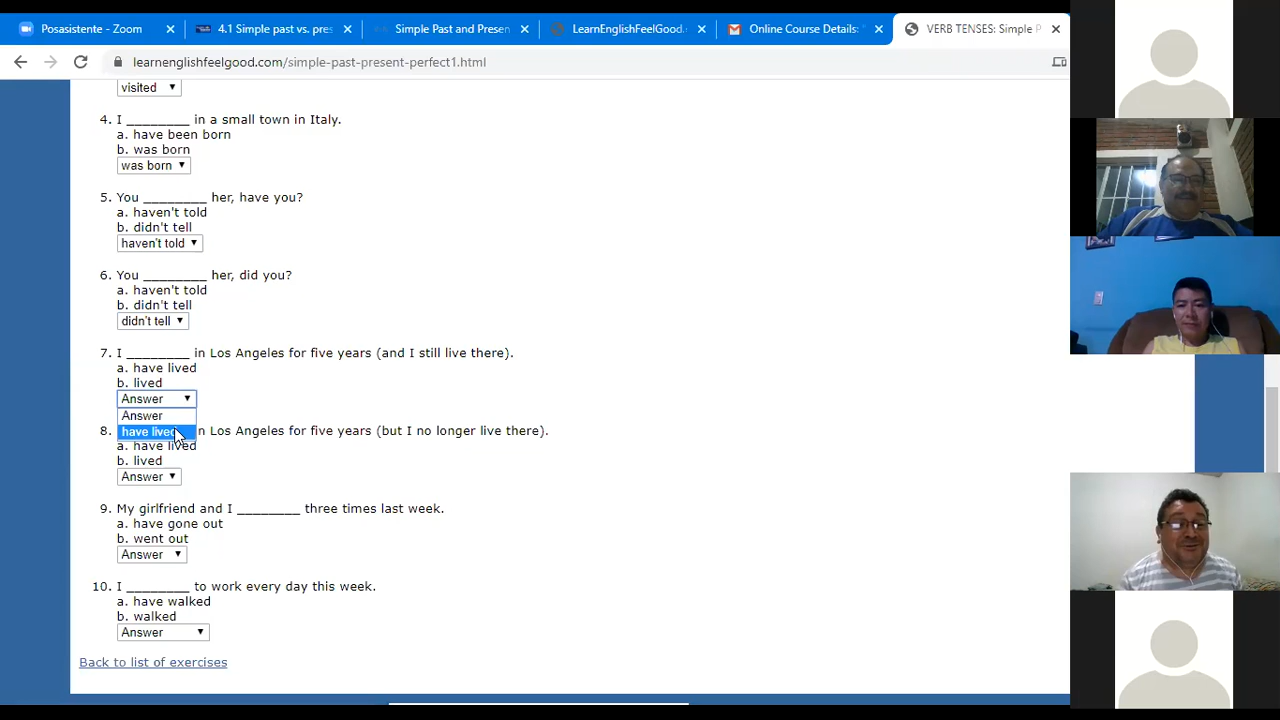 Posasistente - Zoom
4.1 Simple past vs. pres
Simple Past and Presen
LearnEnglishFeelGood.
Online Course Details:
VERB TENSES: Simple P
learnenglishfeelgood.com/simple-past-present-perfect1.html
visited
4. I ________ in a small town in Italy.
a. have been born
b. was born
was born
5. You ________ her, have you?
a. haven't told
b. didn't tell
haven't told
6. You ________ her, did you?
a. haven't told
b. didn't tell
didn't tell
7. I ________ in Los Angeles for five years (and I still live there).
a. have lived
b. lived
Answer
Answer
have lived
8. n Los Angeles for five years (but I no longer live there).
a. have lived
b. lived
Answer
9. My girlfriend and I ________ three times last week.
a. have gone out
b. went out
Answer
10. I ________ to work every day this week.
a. have walked
b. walked
Answer
Back to list of exercises